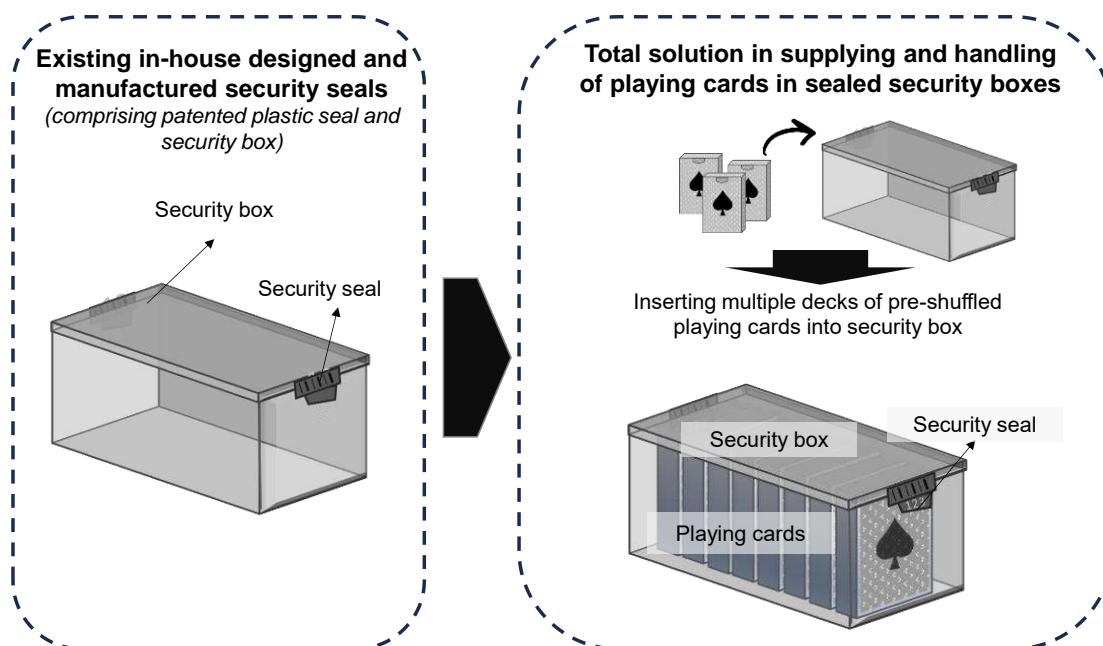 Existing in-house designed and
manufactured security seals
(comprising patented plastic seal and
security box)
Security box
Security seal
Total solution in supplying and handling
of playing cards in sealed security boxes
Inserting multiple decks of pre-shuffled
playing cards into security box
Security box
Security seal
Playing cards
123